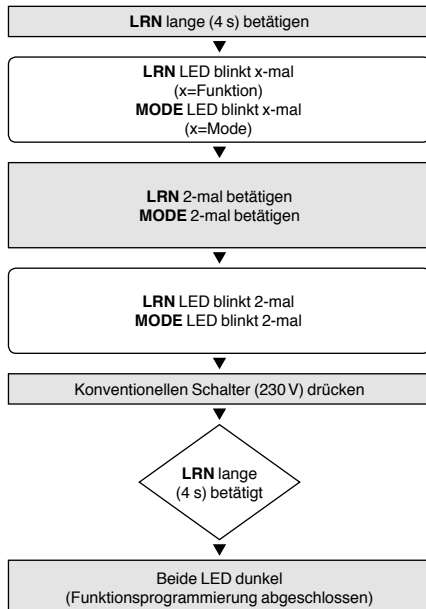 LRN lange (4 s) betätigen
LRN LED blinkt x-mal
(x=Funktion)
MODE LED blinkt x-mal
(x=Mode)
LRN 2-mal betätigen
MODE 2-mal betätigen
LRN LED blinkt 2-mal
MODE LED blinkt 2-mal
Konventionellen Schalter (230 V) drücken
LRN lange
(4 s) betätigt
Beide LED dunkel
(Funktionsprogrammierung abgeschlossen)